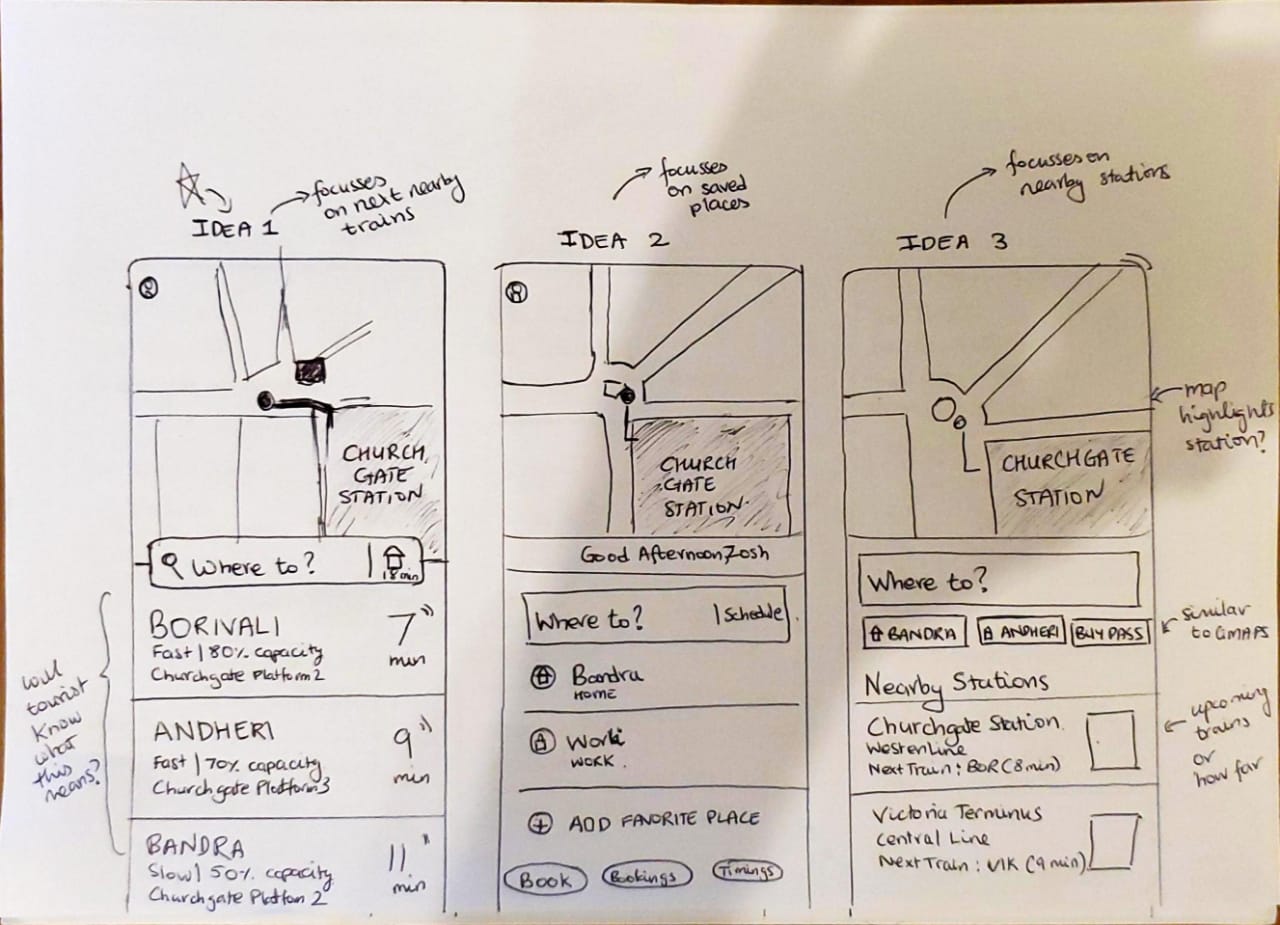 IDEA 1
focusses
on next nearby
trains
CHURCH
GATE
STATION
Where to?
18 min
BORIVALI
Fast | 80% capacity
Churchgate Platform 2
7
min
ANDHERI
Fast | 70% capacity
Churchgate Platform 3
9
min
BANDRA
Slow | 50% capacity
Churchgate Platform 2
11
min
will
tourist
know
what
this
means?
IDEA 2
focusses
on saved
places
CHURCH
GATE
STATION
Good Afternoon, Zosh
Where to? | Schedule
Bandra
HOME
Work
WORK
ADD FAVORITE PLACE
Book
Bookings
Timings
IDEA 3
focusses on
nearby stations
CHURCHGATE
STATION
map
highlights
station?
Where to?
BANDRA
ANDHERI
BUY PASS
similar
to GMAPS
Nearby Stations
Churchgate Station
Western Line
Next Train : BOR (8 min)
upcoming
trains
or
how far
Victoria Terminus
Central Line
Next Train : VIK (9 min)